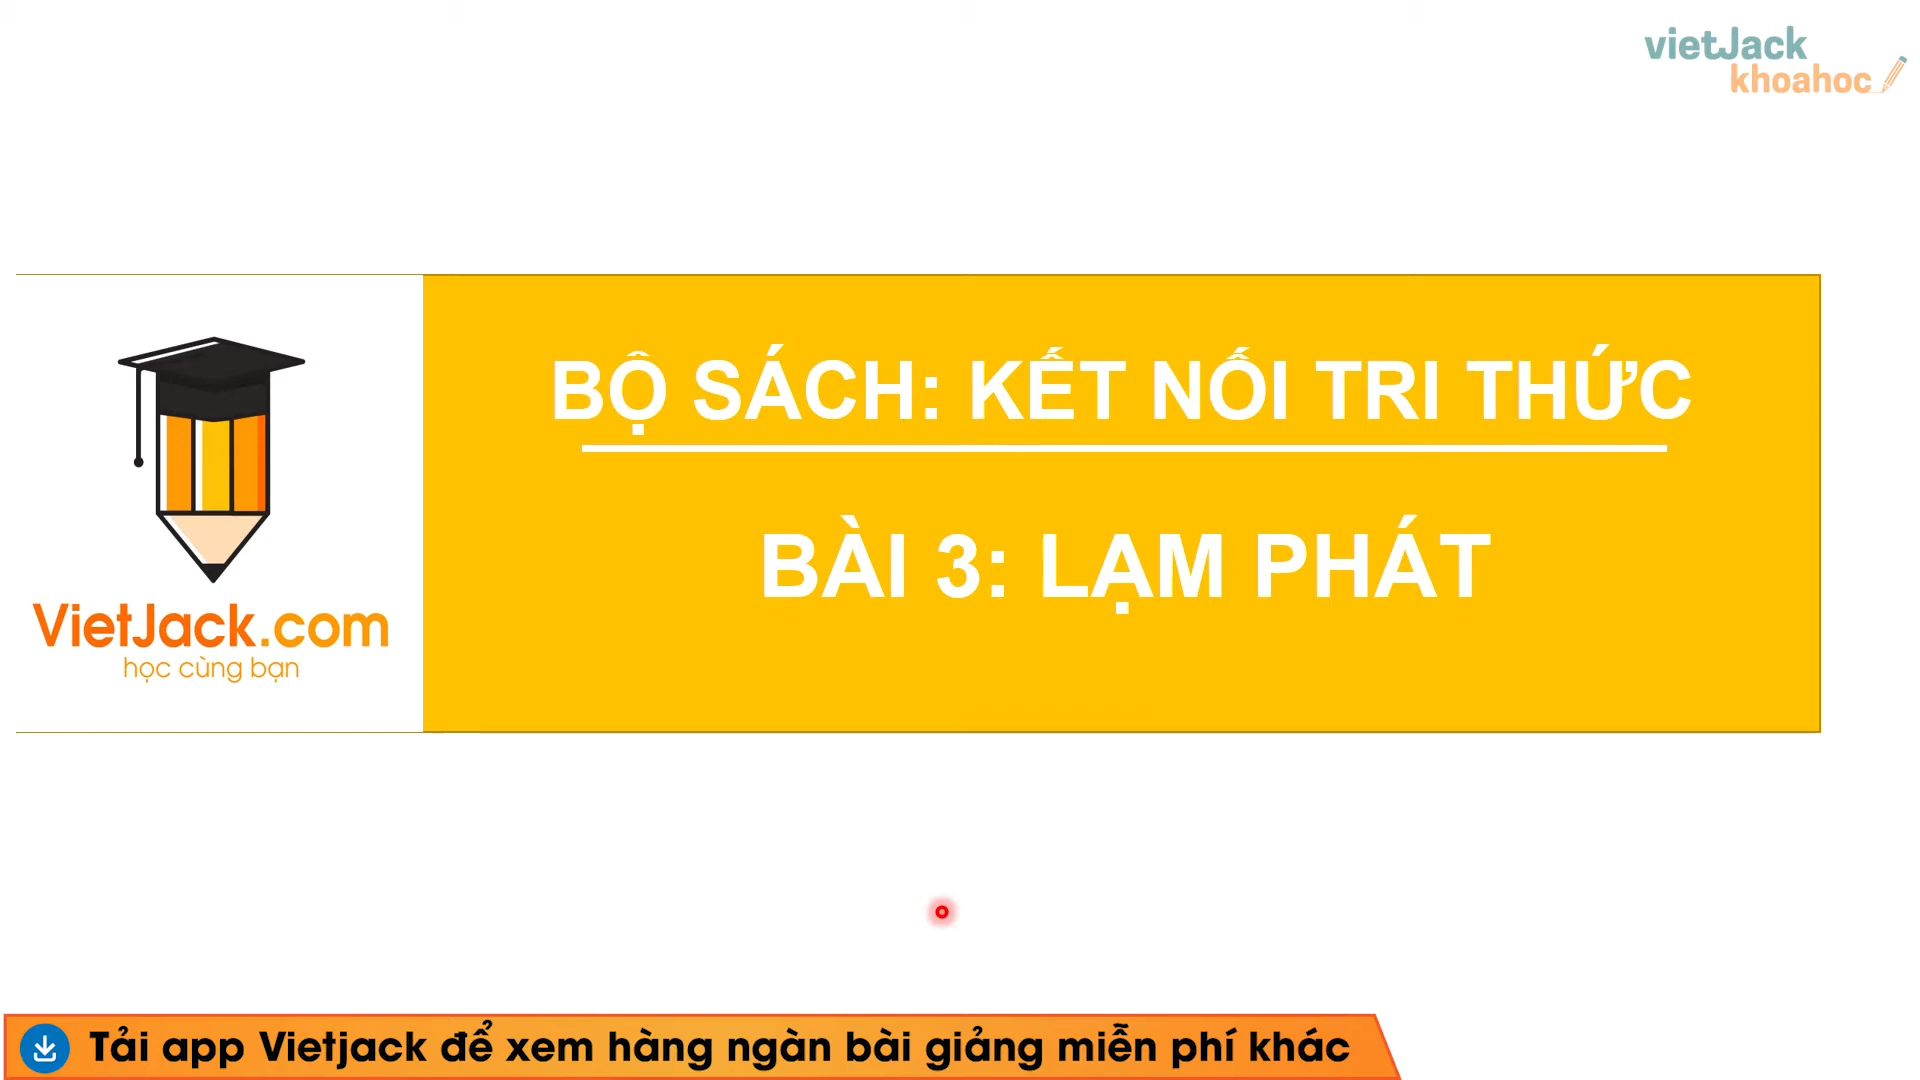 vietJack
khoahoc
BỘ SÁCH: KẾT NỐI TRI THỨC
BÀI 3: LẠM PHÁT
VietJack.com
học cùng bạn
Tải app Vietjack để xem hàng ngàn bài giảng miễn phí khác